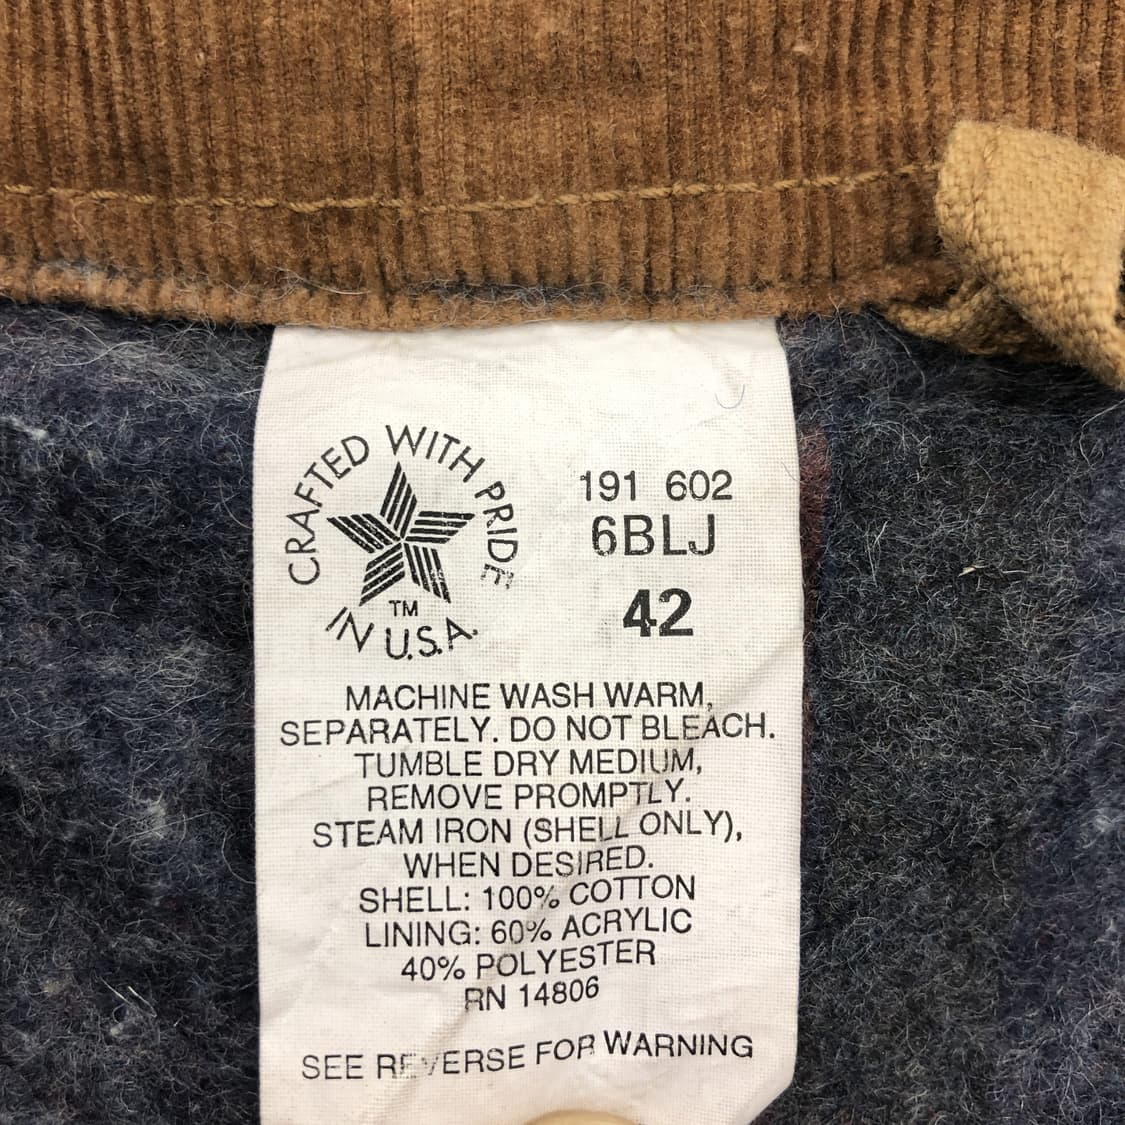 CRAFTED WITH PRIDE
TM
IN U.S.A.
191 602
6BLJ
42
MACHINE WASH WARM,
SEPARATELY. DO NOT BLEACH.
TUMBLE DRY MEDIUM,
REMOVE PROMPTLY.
STEAM IRON (SHELL ONLY),
WHEN DESIRED.
SHELL: 100% COTTON
LINING: 60% ACRYLIC
40% POLYESTER
RN 14806
SEE REVERSE FOR WARNING